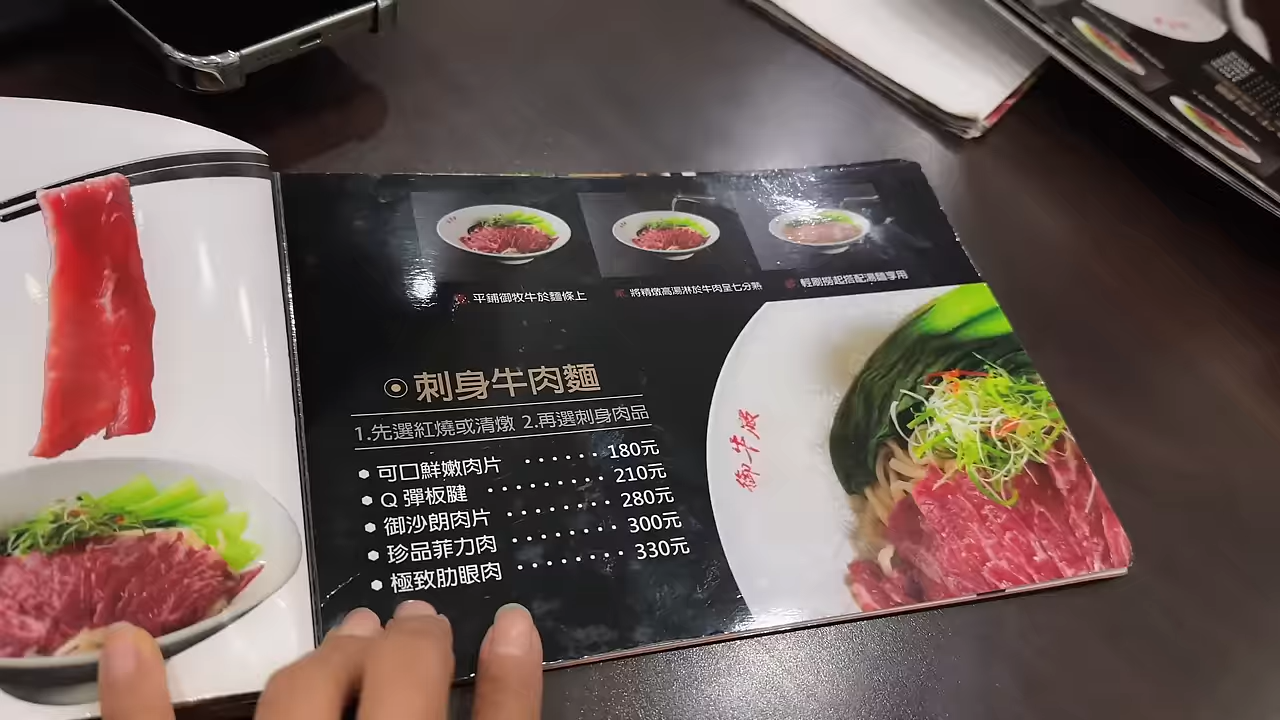 平鋪御牧牛於麵條上
將精燉高湯淋於牛肉至七分熟
輕涮撈起搭配湯麵享用
刺身牛肉麵
1.先選紅燒或清燉 2.再選刺身肉品
可口鮮嫩肉片 ······ 180元
Q 彈板腱 ········ 210元
御沙朗肉片 ······· 280元
珍品菲力肉 ······· 300元
極致肋眼肉 ······· 330元
御牛殿